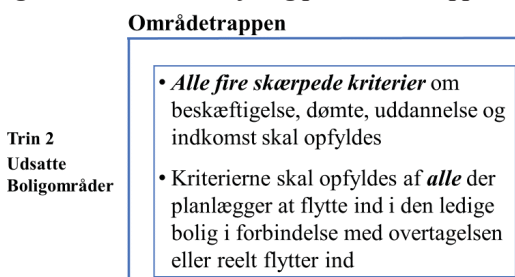 Områdetrappen
Trin 2
Udsatte
Boligområder
• Alle fire skærpede kriterier om
beskæftigelse, dømte, uddannelse og
indkomst skal opfyldes
• Kriterierne skal opfyldes af alle der
planlægger at flytte ind i den ledige
bolig i forbindelse med overtagelsen
eller reelt flytter ind